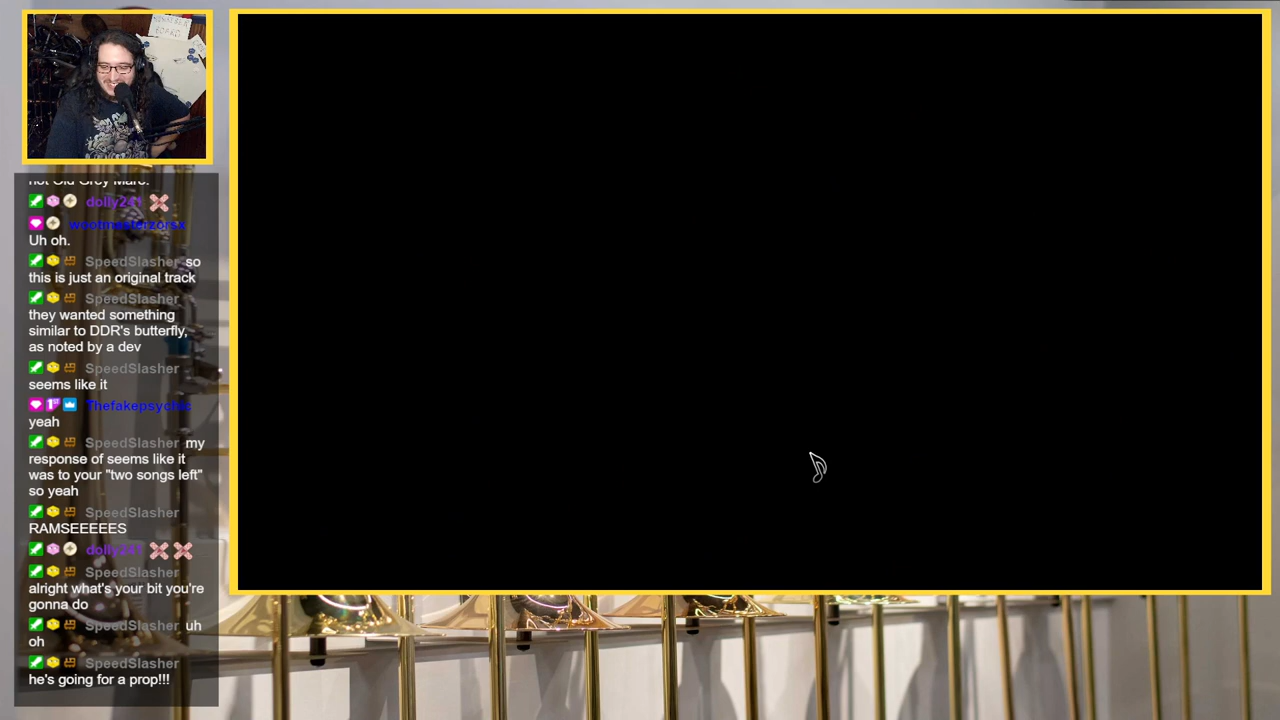 not Old Grey Mare.
dolly241
wootmasterzorsx
Uh oh.
SpeedSlasher so
this is just an original track
SpeedSlasher
they wanted something
similar to DDR's butterfly,
as noted by a dev
SpeedSlasher
seems like it
Thefakepsychic
yeah
SpeedSlasher my
response of seems like it
was to your "two songs left"
so yeah
SpeedSlasher
RAMSEEEEES
dolly241
SpeedSlasher
alright what's your bit you're
gonna do
SpeedSlasher uh
oh
SpeedSlasher
he's going for a prop!!!